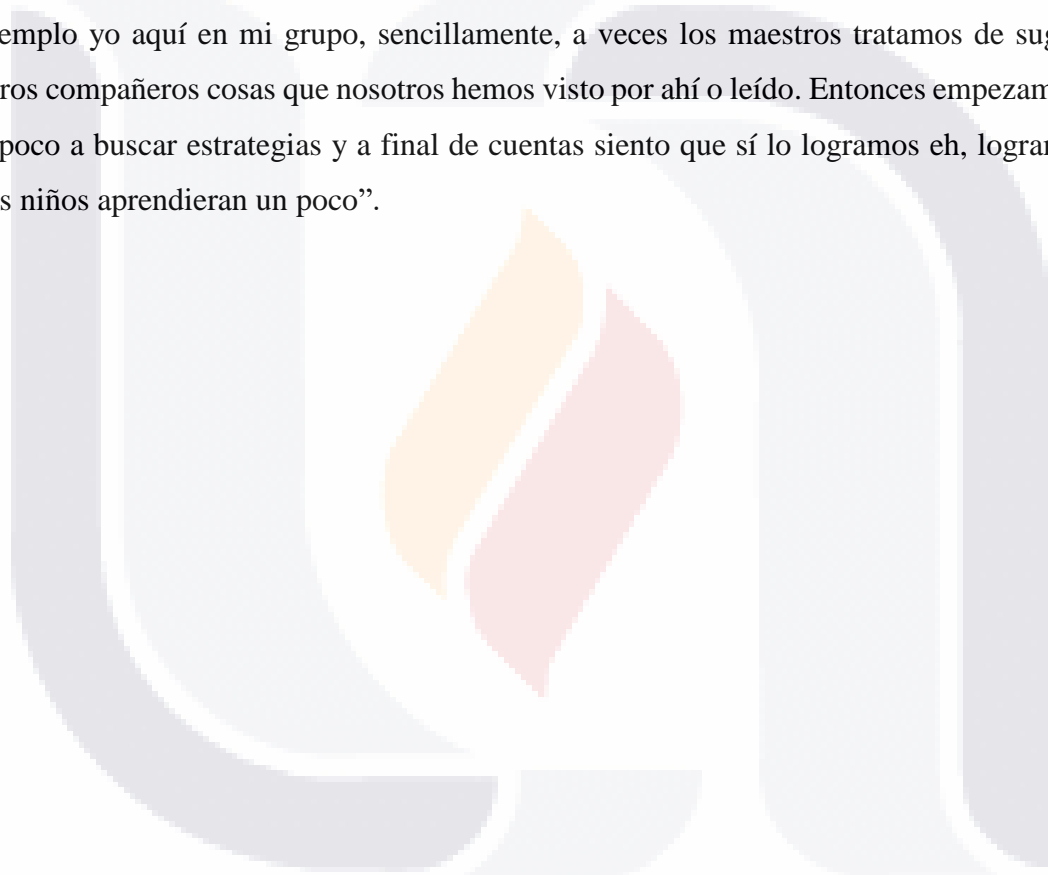 emplo yo aquí en mi grupo, sencillamente, a veces los maestros tratamos de sug
ros compañeros cosas que nosotros hemos visto por ahí o leído. Entonces empezam
poco a buscar estrategias y a final de cuentas siento que sí lo logramos eh, logram
s niños aprendieran un poco”.